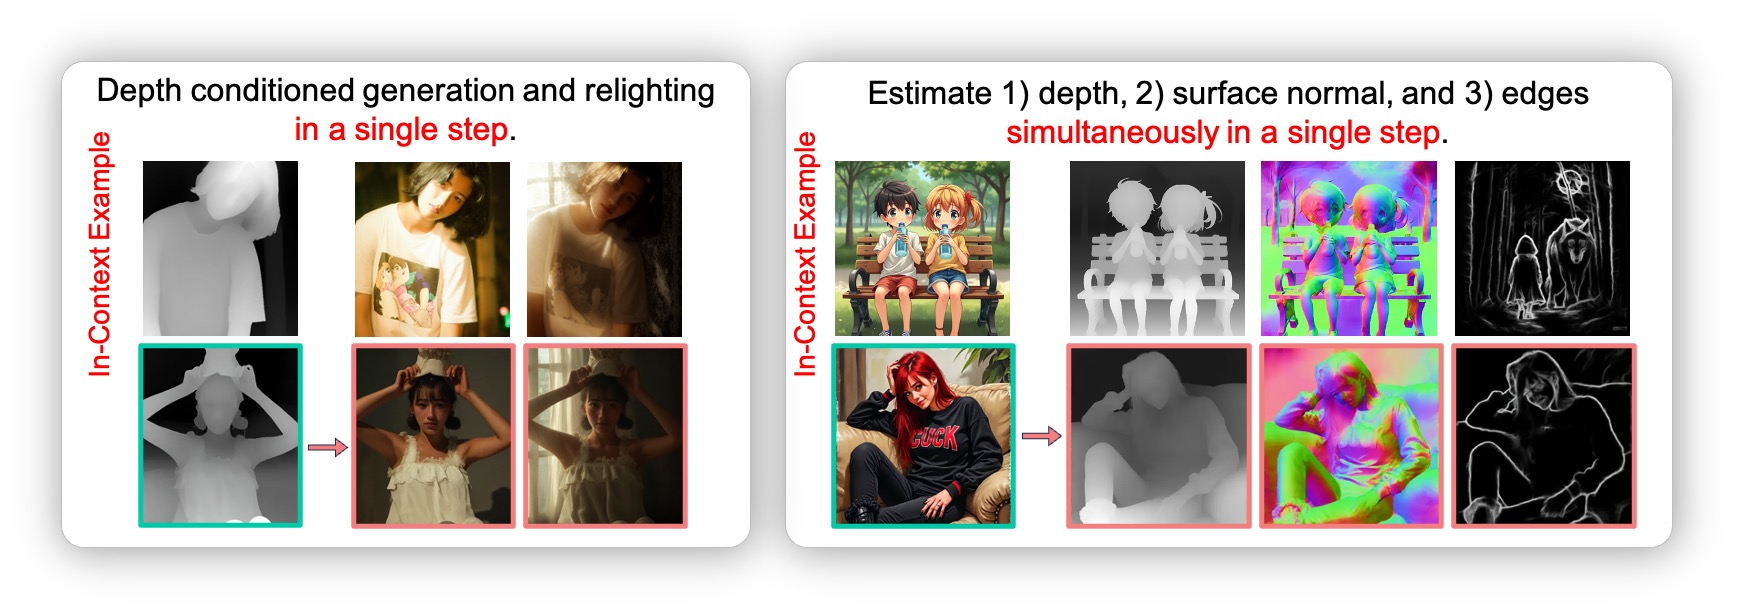 Depth conditioned generation and relighting
in a single step.
In-Context Example
Estimate 1) depth, 2) surface normal, and 3) edges
simultaneously in a single step.
In-Context Example
CUCK